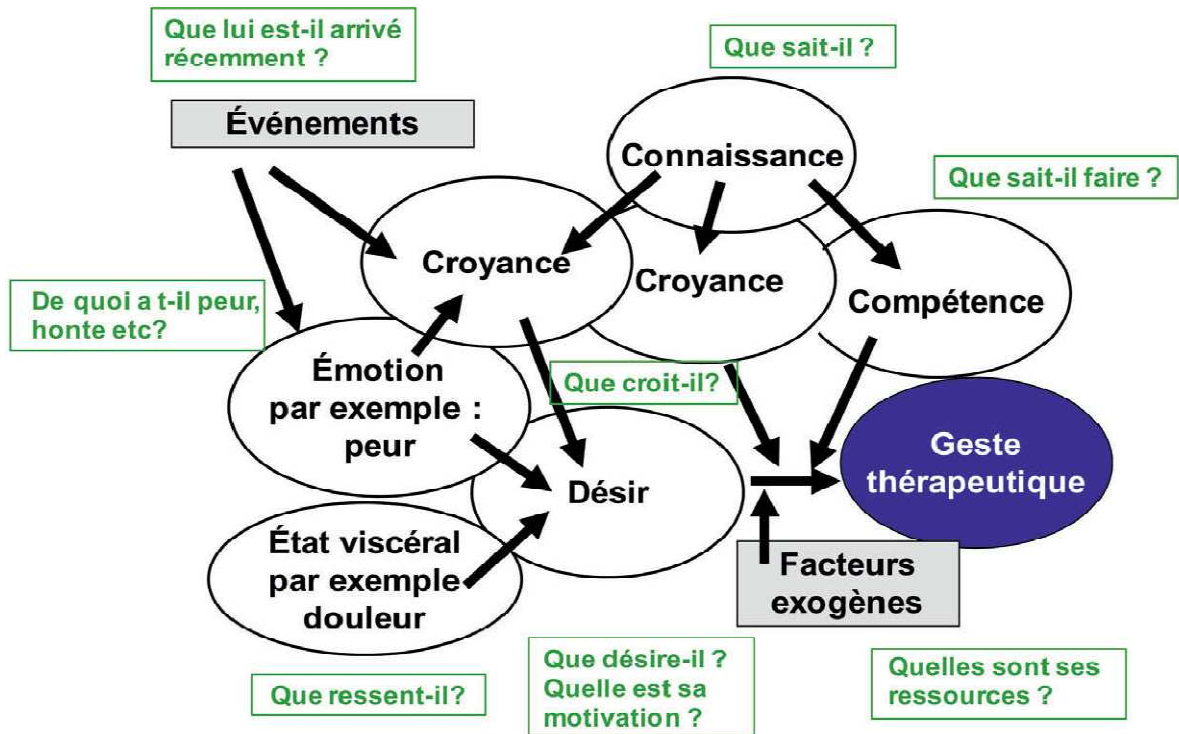 Que lui est-il arrivé
récemment ?
Que sait-il ?
Événements
Connaissance
Que sait-il faire ?
Croyance
Croyance
Compétence
De quoi a t-il peur,
honte etc?
Émotion
par exemple :
peur
Que croit-il?
Geste
thérapeutique
Désir
État viscéral
par exemple
douleur
Facteurs
exogènes
Que ressent-il?
Que désire-il ?
Quelle est sa
motivation ?
Quelles sont ses
ressources ?